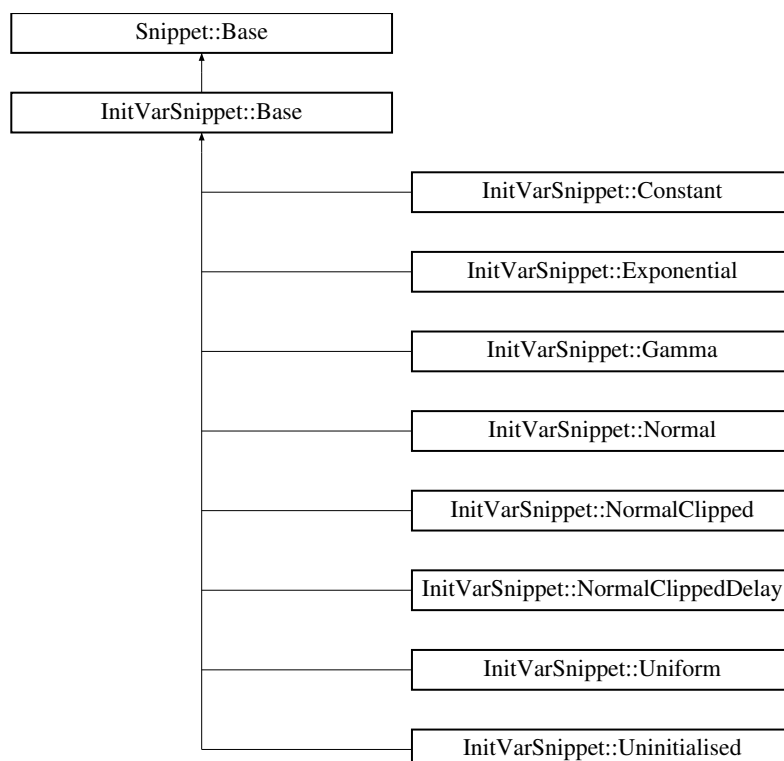 Snippet::Base
InitVarSnippet::Base
InitVarSnippet::Constant
InitVarSnippet::Exponential
InitVarSnippet::Gamma
InitVarSnippet::Normal
InitVarSnippet::NormalClipped
InitVarSnippet::NormalClippedDelay
InitVarSnippet::Uniform
InitVarSnippet::Uninitialised